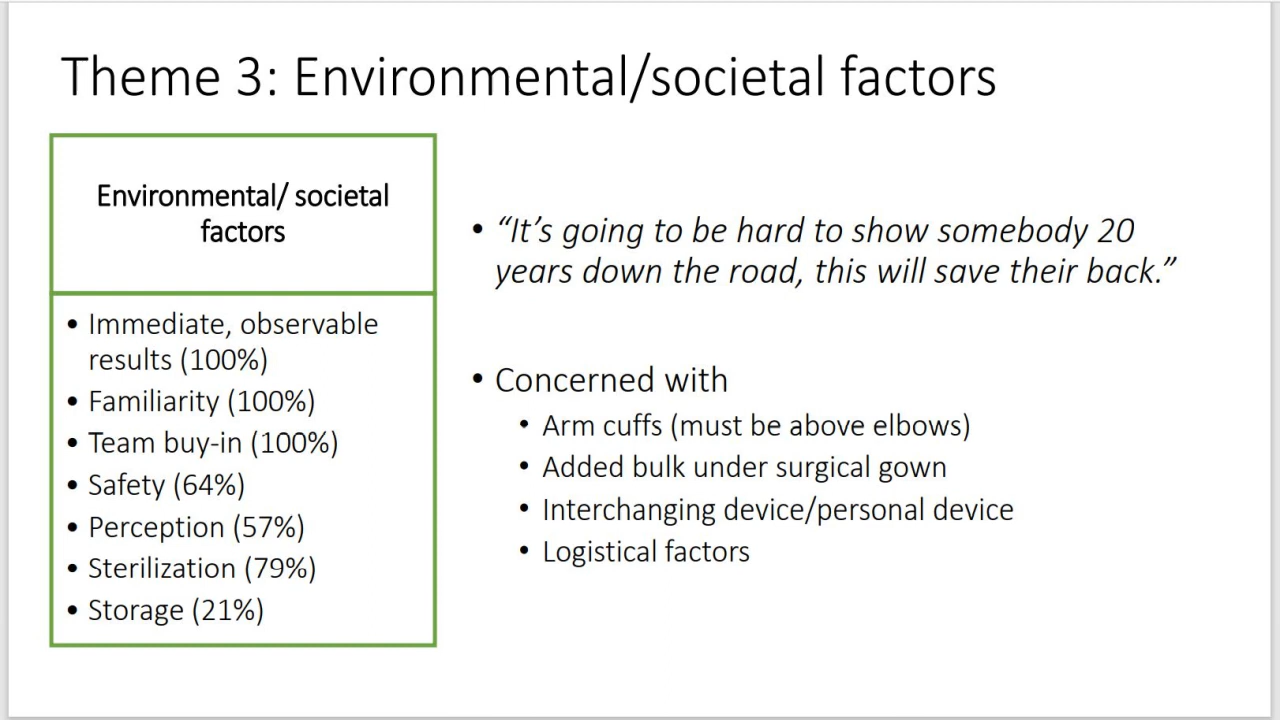 Theme 3: Environmental/societal factors
Environmental/ societal
factors
• Immediate, observable
results (100%)
• Familiarity (100%)
• Team buy-in (100%)
• Safety (64%)
• Perception (57%)
• Sterilization (79%)
• Storage (21%)
• “It’s going to be hard to show somebody 20
years down the road, this will save their back.”
• Concerned with
• Arm cuffs (must be above elbows)
• Added bulk under surgical gown
• Interchanging device/personal device
• Logistical factors